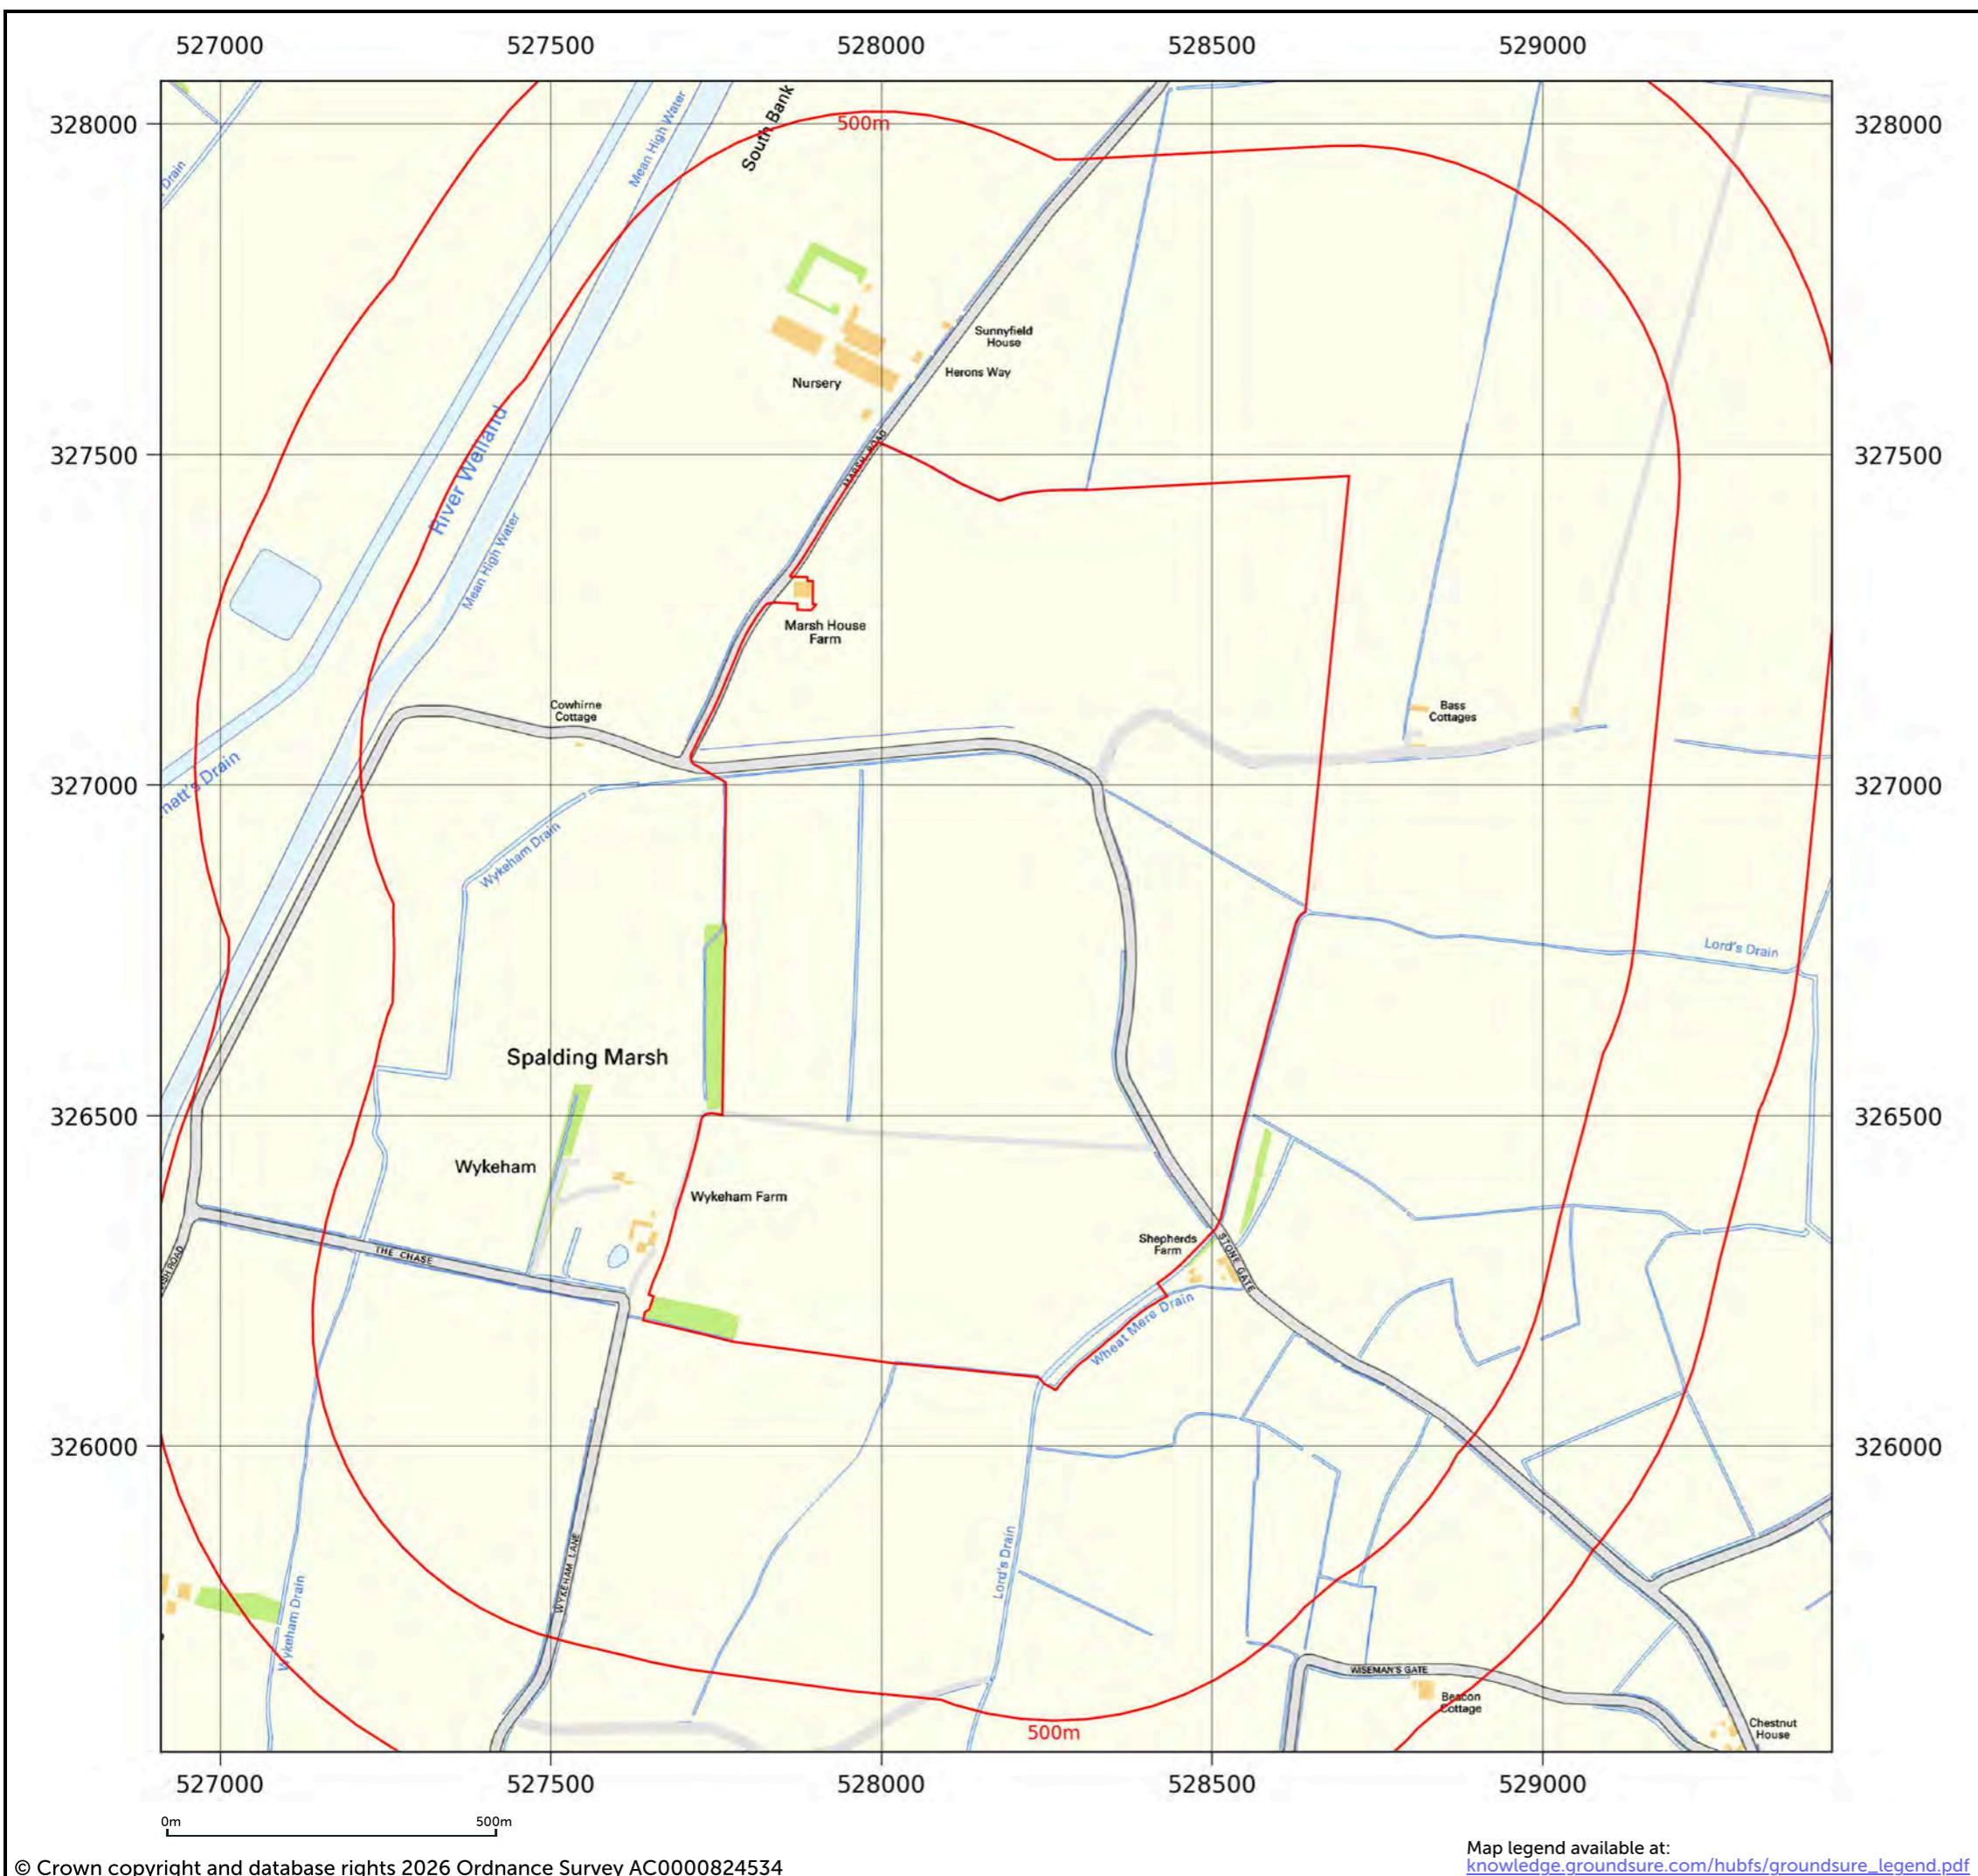 527000 527500 528000 528500 529000
328000
328000
South Bank
Mean High Water
500m
Drain
Sunnyfield
House
Herons Way
Nursery
327500
327500
MARSH ROAD
River Welland
Mean High Water
Marsh House
Farm
Cowhirne
Cottage
Bass
Cottages
327000
327000
natt's Drain
Wykeham Drain
Lord's Drain
Spalding Marsh
326500
326500
Wykeham
Wykeham Farm
Shepherds
Farm
STONE GATE
THE CHASE
SH ROAD
Wheat Mere Drain
326000
326000
WYKEHAM LANE
Lord's Drain
Wykeham Drain
WISEMAN'S GATE
Beacon
Cottage
Chestnut
House
500m
527000 527500 528000 528500 529000
0m 500m
Map legend available at:
knowledge.groundsure.com/hubfs/groundsure_legend.pdf
© Crown copyright and database rights 2026 Ordnance Survey AC0000824534